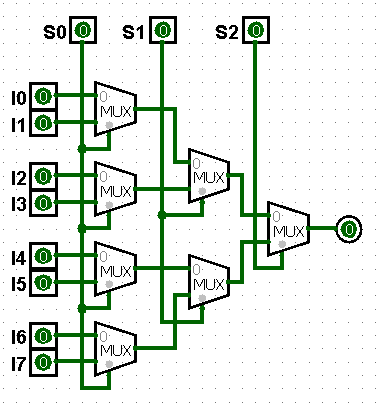 S0 0 S1 0 S2 0
I0 0 0 MUX
I1 0
I2 0 0 MUX
I3 0
0 MUX
0 MUX 0
I4 0 0 MUX
I5 0
0 MUX
I6 0 0 MUX
I7 0